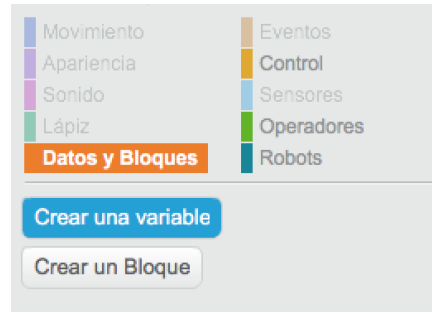 Movimiento
Eventos
Apariencia
Control
Sonido
Sensores
Lápiz
Operadores
Datos y Bloques
Robots
Crear una variable
Crear un Bloque